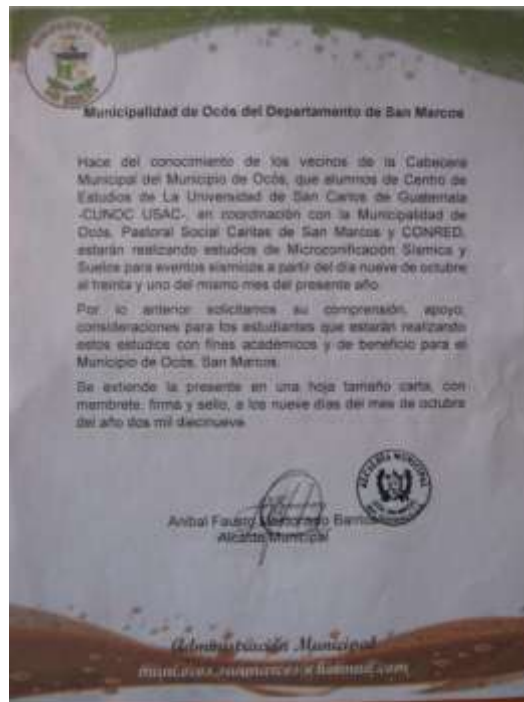 Municipalidad de Ocós del Departamento de San Marcos
Hace del conocimiento de los vecinos de la Cabecera
Municipal del Municipio de Ocós, que alumnos de Centro de
Estudios de La Universidad de San Carlos de Guatemala
-CUNOC USAC-, en coordinación con la Municipalidad de
Ocós, Pastoral Social Caritas de San Marcos y CONRED,
estarán realizando estudios de Microzonificación Sísmica y
Suelos para eventos sísmicos a partir del día nueve de octubre
al treinta y uno del mismo mes del presente año.
Por lo anterior solicitamos su comprensión, apoyo,
consideraciones para los estudiantes que estarán realizando
estos estudios con fines académicos y de beneficio para el
Municipio de Ocós, San Marcos.
Se extiende la presente en una hoja tamaño carta, con
membrete, firma y sello, a los nueve días del mes de octubre
del año dos mil diecinueve
ALCALDIA MUNICIPAL
Anibal Fausto
Alcalde Municipal
Administración Municipal